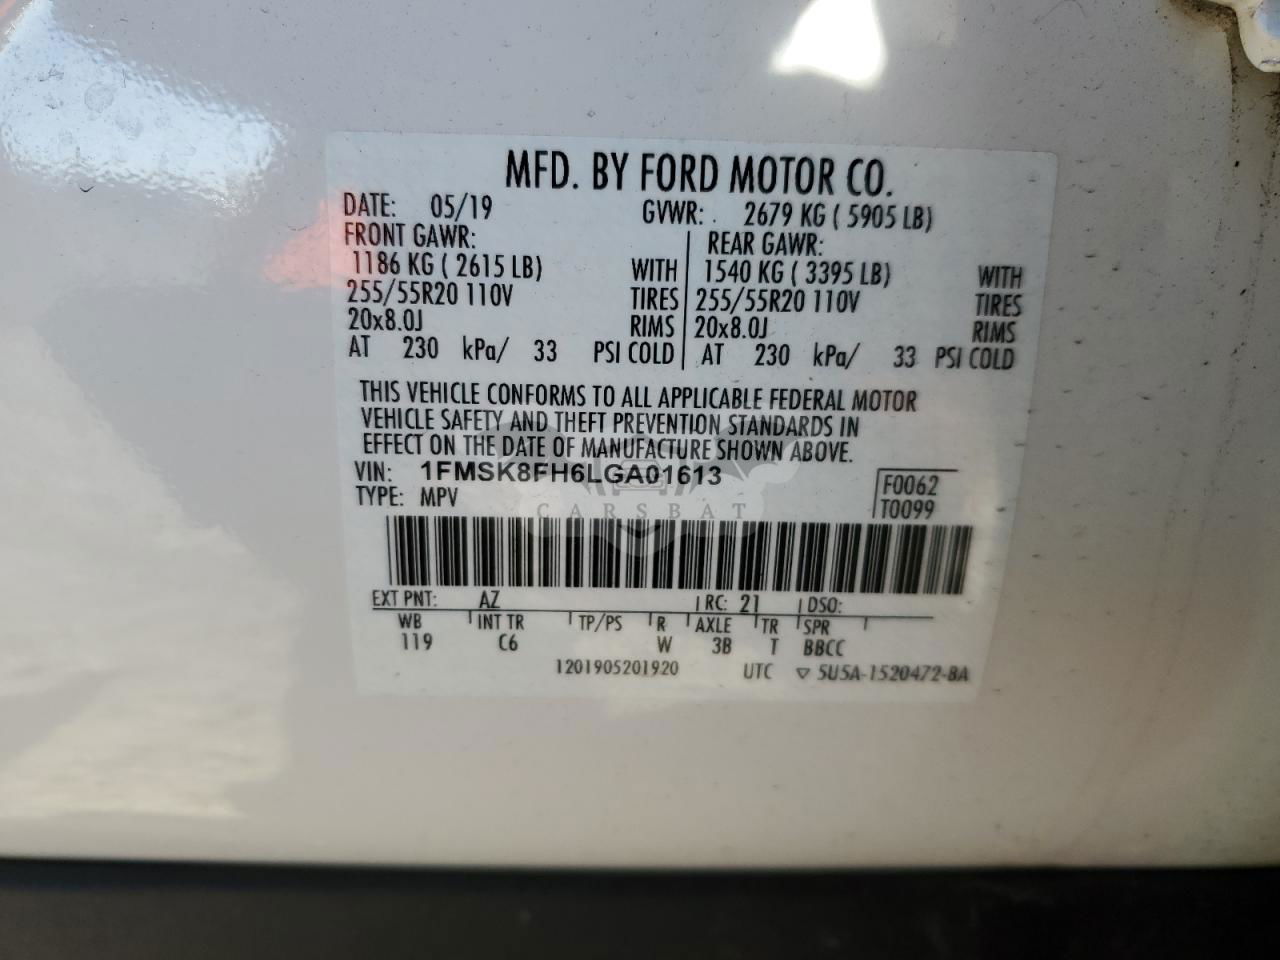 MFD. BY FORD MOTOR CO.
DATE: 05/19 GVWR: . 2679 KG ( 5905 LB)
FRONT GAWR: REAR GAWR:
1186 KG ( 2615 LB) WITH 1540 KG ( 3395 LB) WITH
255/55R20 110V TIRES 255/55R20 110V TIRES
20x8.0J RIMS 20x8.0J RIMS
AT 230 kPa/ 33 PSI COLD AT 230 kPa/ 33 PSI COLD
THIS VEHICLE CONFORMS TO ALL APPLICABLE FEDERAL MOTOR
VEHICLE SAFETY AND THEFT PREVENTION STANDARDS IN
EFFECT ON THE DATE OF MANUFACTURE SHOWN ABOVE.
VIN: 1FMSK8FH6LGA01613 F0062
TYPE: MPV T0099
CARSBAT
EXT PNT: AZ RC: 21 DSO:
WB INT TR TP/PS R AXLE TR SPR
119 C6 W 3B T BBCC
1201905201920 UTC ▽ 5U5A-1520472-BA